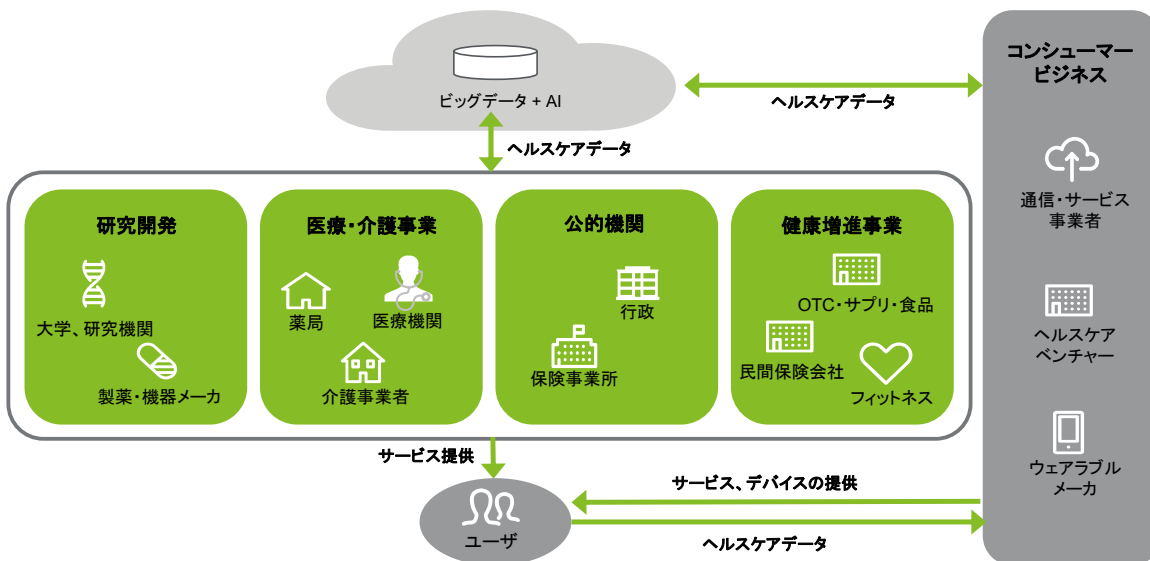 ビッグデータ + AI
ヘルスケアデータ
ヘルスケアデータ
コンシューマー
ビジネス
通信・サービス
事業者
ヘルスケア
ベンチャー
ウェアラブル
メーカ
研究開発
大学、研究機関
製薬・機器メーカ
医療・介護事業
薬局
医療機関
介護事業者
公的機関
行政
保険事業所
健康増進事業
OTC・サプリ・食品
民間保険会社
フィットネス
サービス提供
ユーザ
サービス、デバイスの提供
ヘルスケアデータ